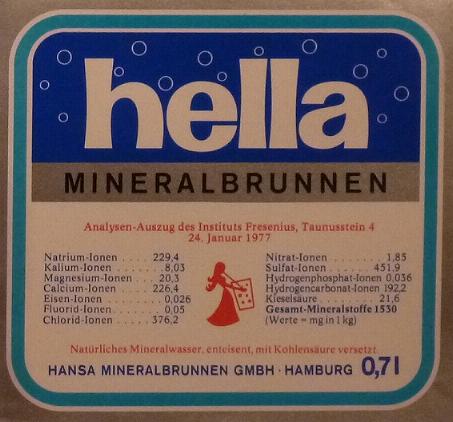 hella
MINERALBRUNNEN
Analysen-Auszug des Instituts Fresenius, Taunusstein 4
24. Januar 1977
Natrium-Ionen ..... 229,4
Kalium-Ionen ...... 8,03
Magnesium-Ionen .... 20,3
Calcium-Ionen ..... 226,4
Eisen-Ionen ....... 0,026
Fluorid-Ionen ...... 0,05
Chlorid-Ionen ..... 376,2
Nitrat-Ionen ....... 1,85
Sulfat-Ionen ...... 451,9
Hydrogenphosphat-Ionen 0,036
Hydrogencarbonat-Ionen 192,2
Kieselsäure ....... 21,6
Gesamt-Mineralstoffe 1530
(Werte = mg in 1 kg)
Natürliches Mineralwasser, enteisent, mit Kohlensäure versetzt
HANSA MINERALBRUNNEN GMBH · HAMBURG 0,7 l